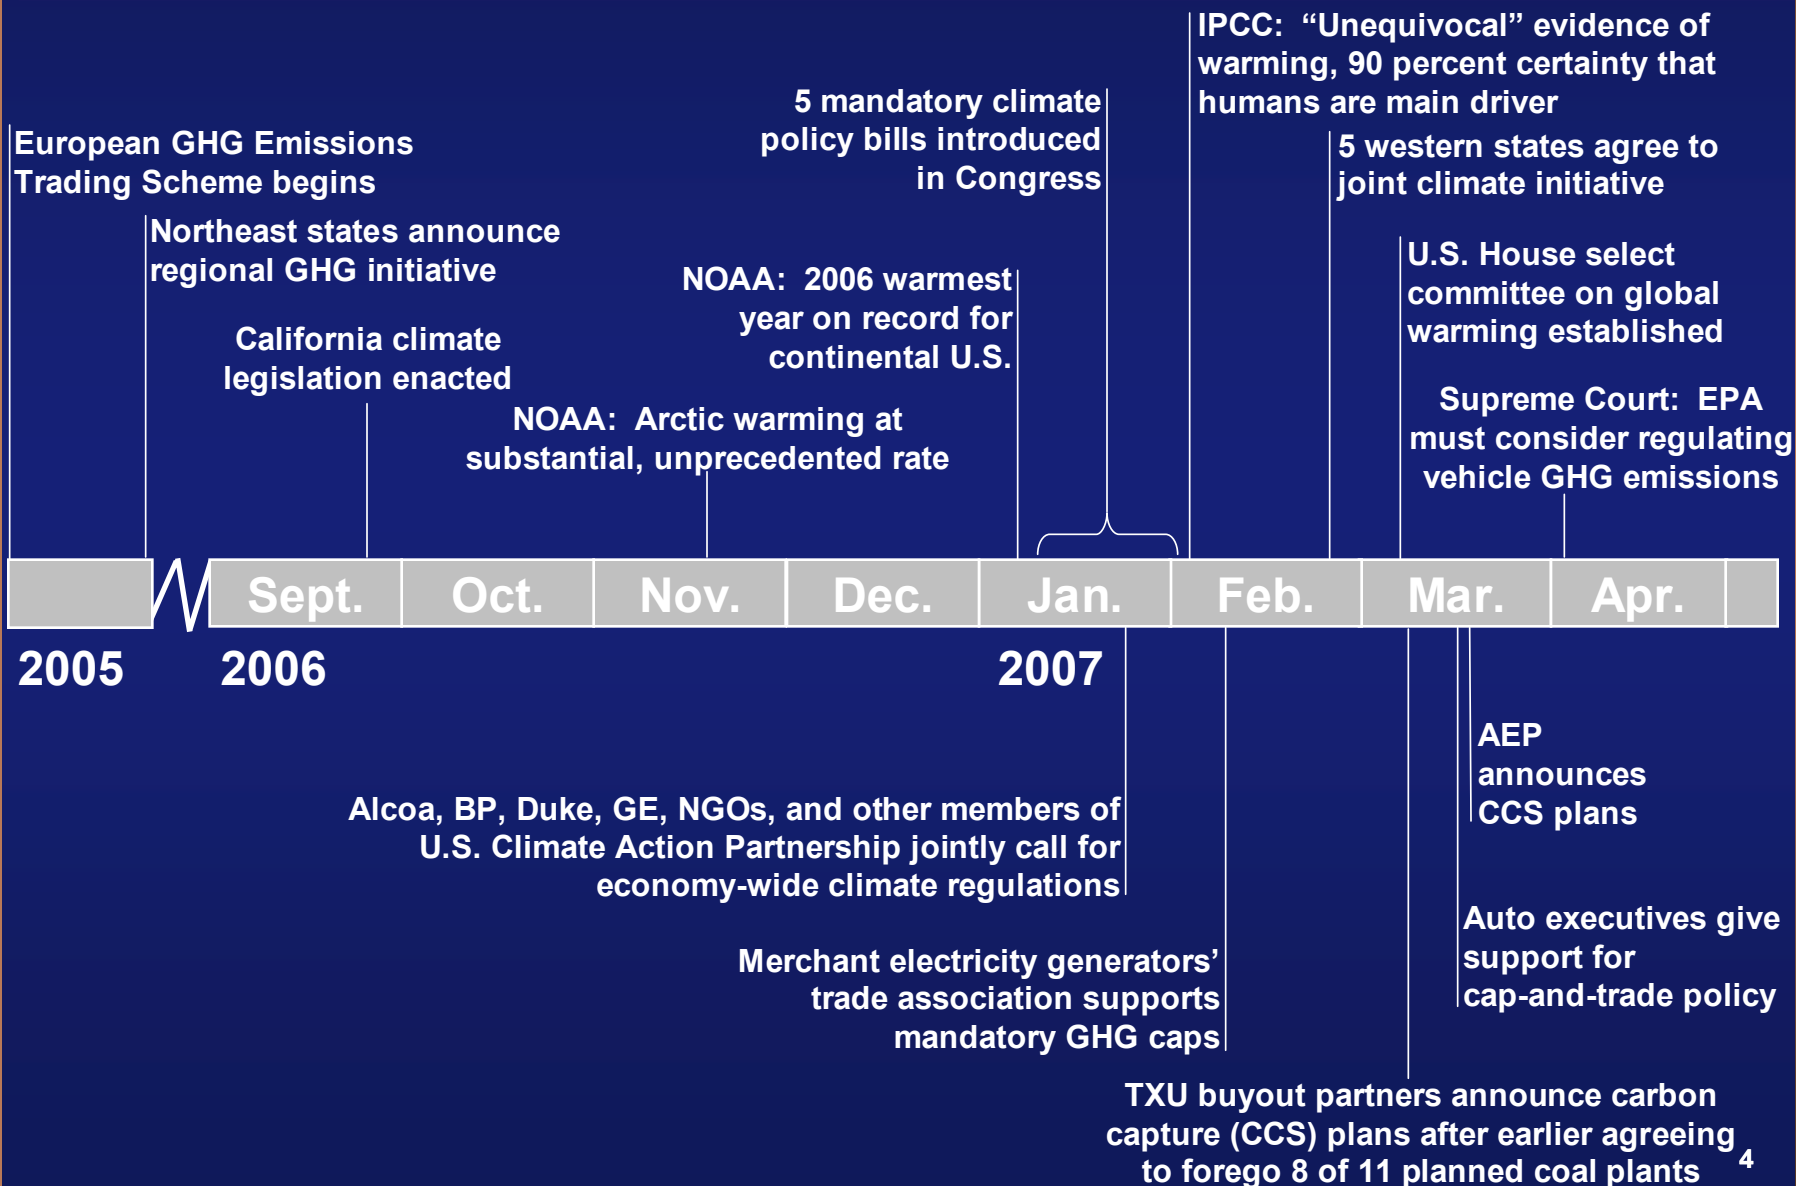 IPCC:  “Unequivocal” evidence of
warming, 90 percent certainty that
humans are main driver
5 mandatory climate
policy bills introduced
in Congress
European GHG Emissions
Trading Scheme begins
5 western states agree to
joint climate initiative
Northeast states announce
regional GHG initiative
NOAA:  2006 warmest
year on record for
continental U.S.
U.S. House select
committee on global
warming established
California climate
legislation enacted
NOAA:  Arctic warming at
substantial, unprecedented rate
Supreme Court:  EPA
must consider regulating
vehicle GHG emissions
Sept. Oct. Nov. Dec. Jan. Feb. Mar. Apr.
2005 2006 2007
AEP
announces
CCS plans
Alcoa, BP, Duke, GE, NGOs, and other members of
U.S. Climate Action Partnership jointly call for
economy-wide climate regulations
Auto executives give
support for
cap-and-trade policy
Merchant electricity generators’
trade association supports
mandatory GHG caps
TXU buyout partners announce carbon
capture (CCS) plans after earlier agreeing
to forego 8 of 11 planned coal plants
4